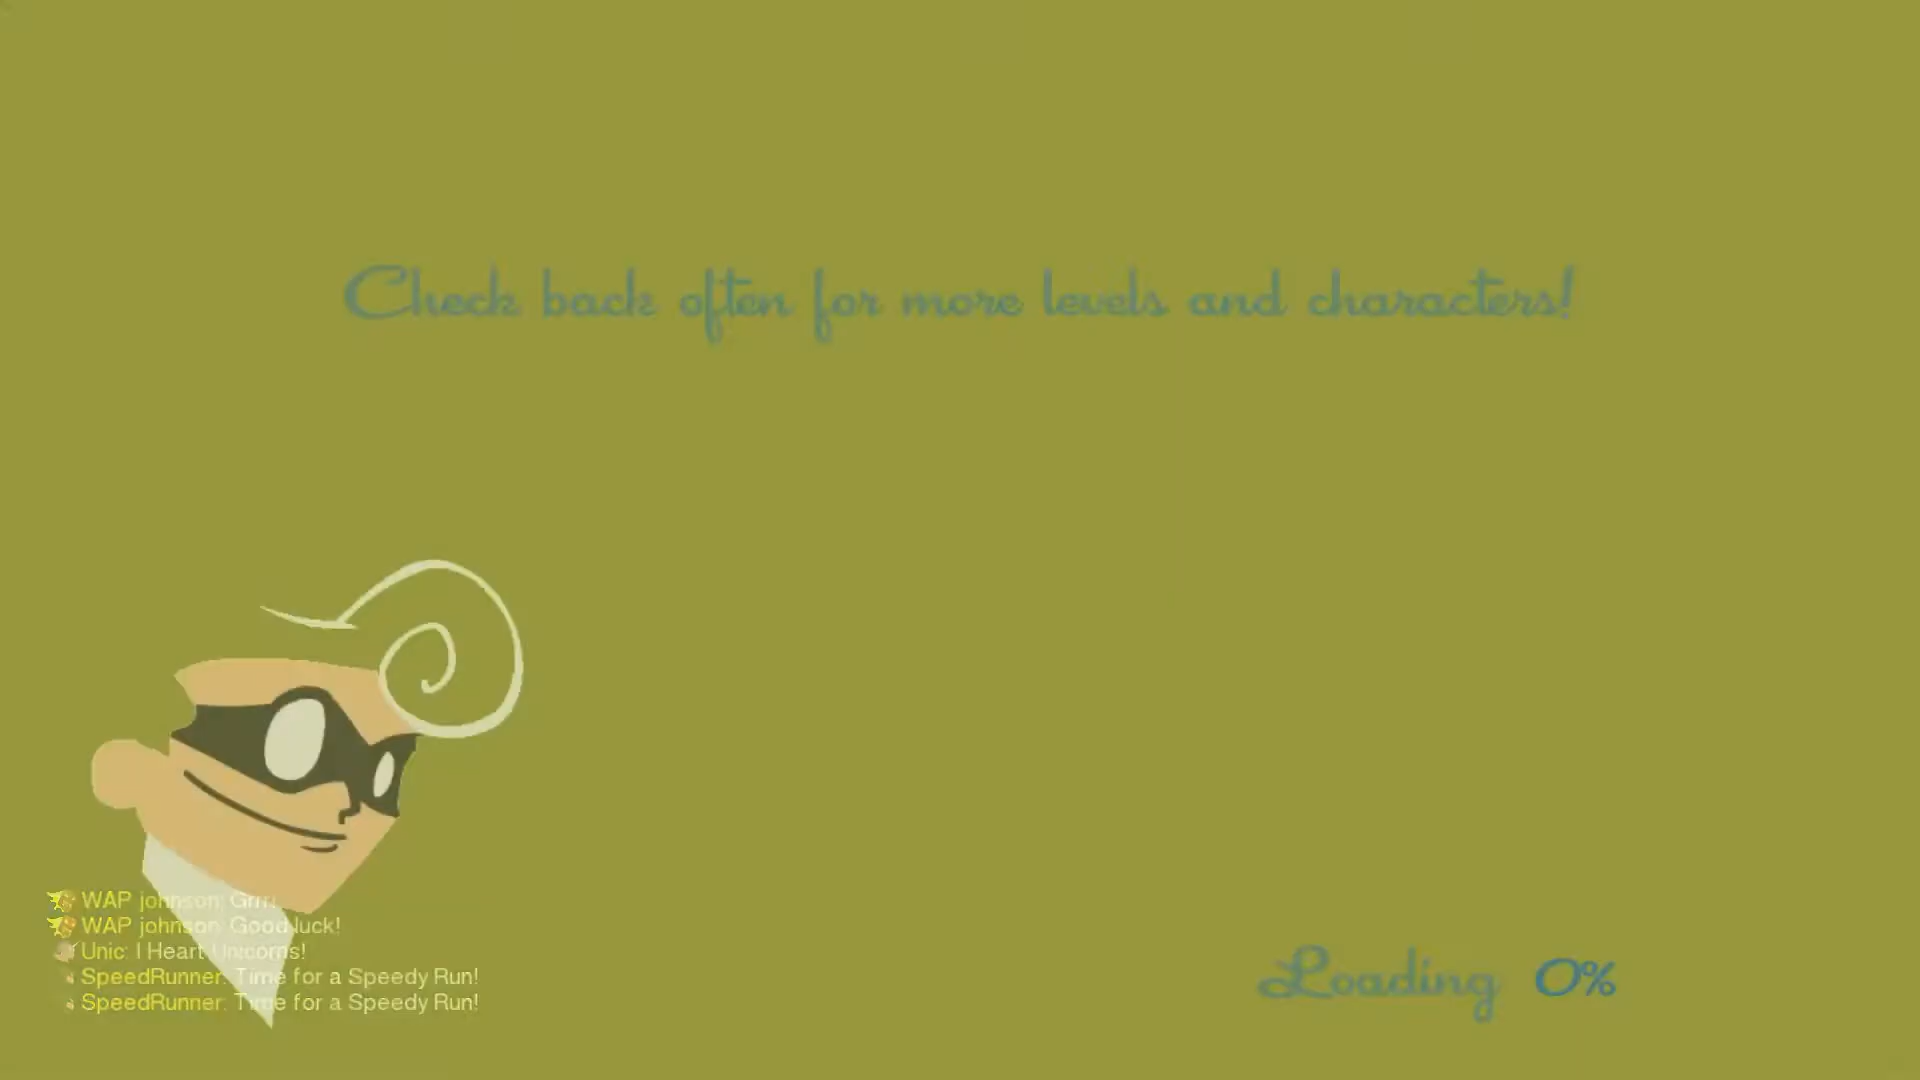 Check back often for more levels and characters!
WAP johnson: Grrr!
WAP johnson: Good luck!
Unic: I Heart Unicorns!
SpeedRunner: Time for a Speedy Run!
SpeedRunner: Time for a Speedy Run!
Loading 0%